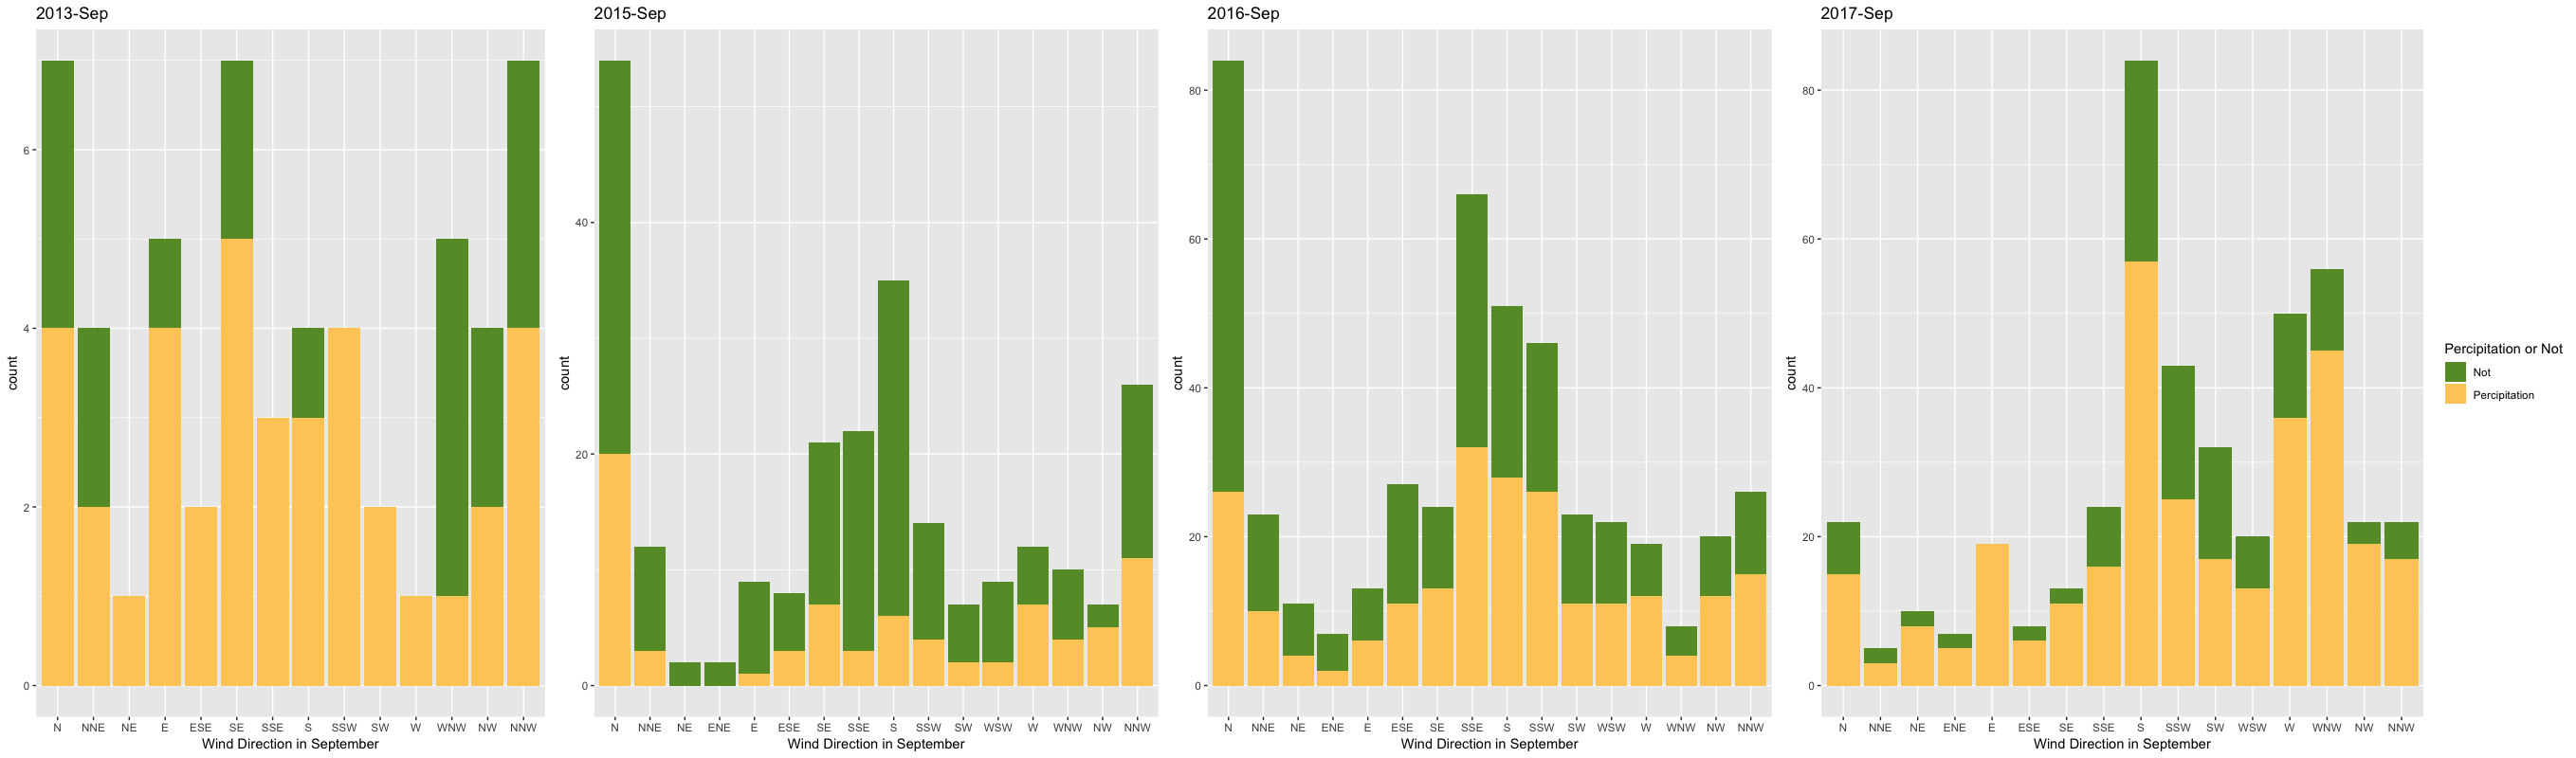 2013-Sep
count
6
4
2
0
N NNE NE E ESE SE SSE S SSW SW W WNW NW NNW
Wind Direction in September
2015-Sep
count
40
20
0
N NNE NE ENE E ESE SE SSE S SSW SW WSW W WNW NW NNW
Wind Direction in September
2016-Sep
count
80
60
40
20
0
N NNE NE ENE E ESE SE SSE S SSW SW WSW W WNW NW NNW
Wind Direction in September
2017-Sep
count
80
60
40
20
0
N NNE NE ENE E ESE SE SSE S SSW SW WSW W WNW NW NNW
Wind Direction in September
Percipitation or Not
Not
Percipitation